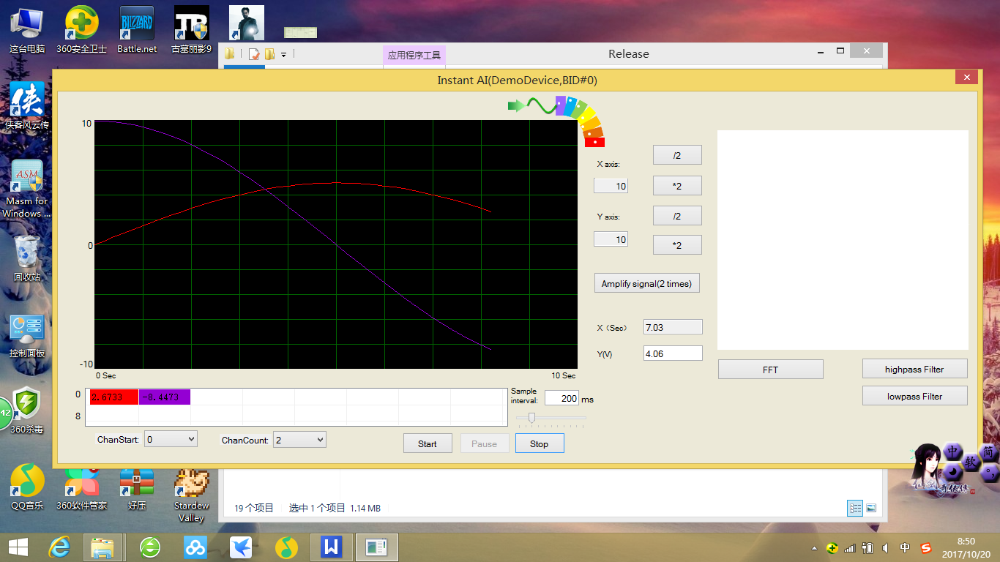 这台电脑
360安全卫士
BLIZZARD
Battle.net
TR
古墓丽影9
应用程序工具
Release
Instant AI(DemoDevice,BID#0)
侠
侠客风云传
ASM
Masm for
Windows ...
回收站
控制面板
42
360杀毒
10
0
-10
0 Sec
10 Sec
X axis:
/2
10
*2
Y axis:
/2
10
*2
Amplify signal(2 times)
X（Sec）
7.03
Y(V)
4.06
FFT
highpass Filter
lowpass Filter
0
2.6733
-8.4473
8
Sample
interval:
200
ms
ChanStart:
0
ChanCount:
2
Start
Pause
Stop
中
软
简
QQ音乐
360软件管家
好压
Stardew
Valley
19 个项目
选中 1 个项目 1.14 MB
W
中
S
8:50
2017/10/20